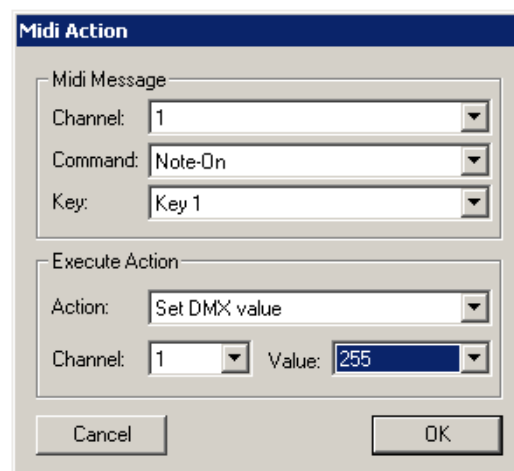 Midi Action
Midi Message
Channel: 1
Command: Note-On
Key: Key 1
Execute Action
Action: Set DMX value
Channel: 1 Value: 255
Cancel OK